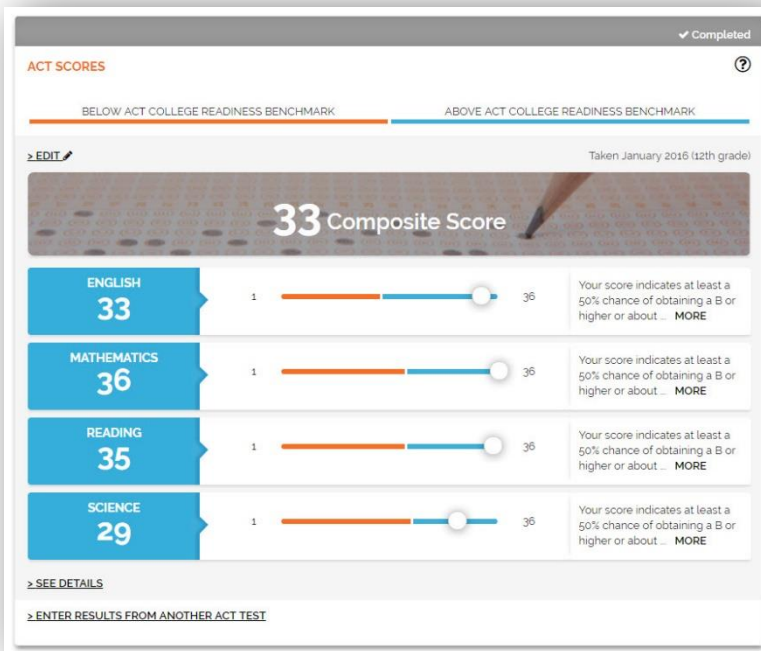 ✔ Completed
ACT SCORES
?
BELOW ACT COLLEGE READINESS BENCHMARK
ABOVE ACT COLLEGE READINESS BENCHMARK
> EDIT
Taken January 2016 (12th grade)
33 Composite Score
ENGLISH
33
1
36
Your score indicates at least a
50% chance of obtaining a B or
higher or about ... MORE
MATHEMATICS
36
1
36
Your score indicates at least a
50% chance of obtaining a B or
higher or about ... MORE
READING
35
1
36
Your score indicates at least a
50% chance of obtaining a B or
higher or about ... MORE
SCIENCE
29
1
36
Your score indicates at least a
50% chance of obtaining a B or
higher or about ... MORE
> SEE DETAILS
> ENTER RESULTS FROM ANOTHER ACT TEST